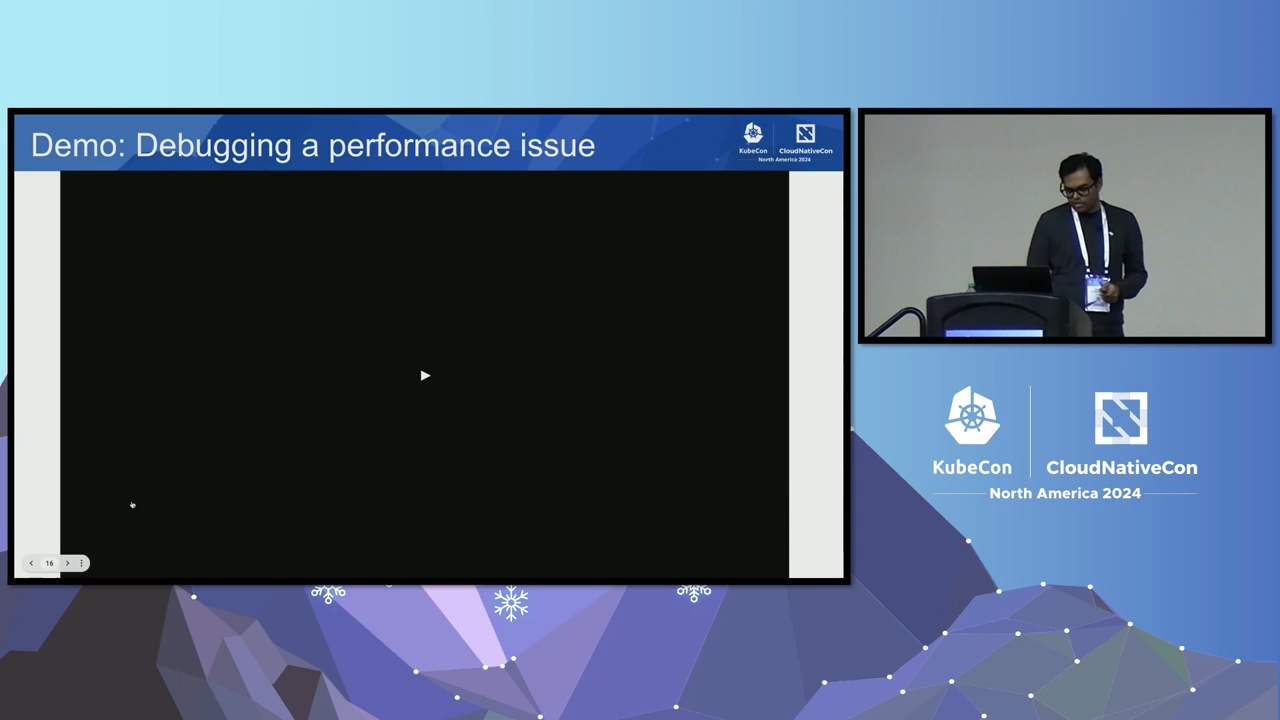 Demo: Debugging a performance issue
KubeCon
CloudNativeCon
North America 2024
16
KubeCon
CloudNativeCon
North America 2024